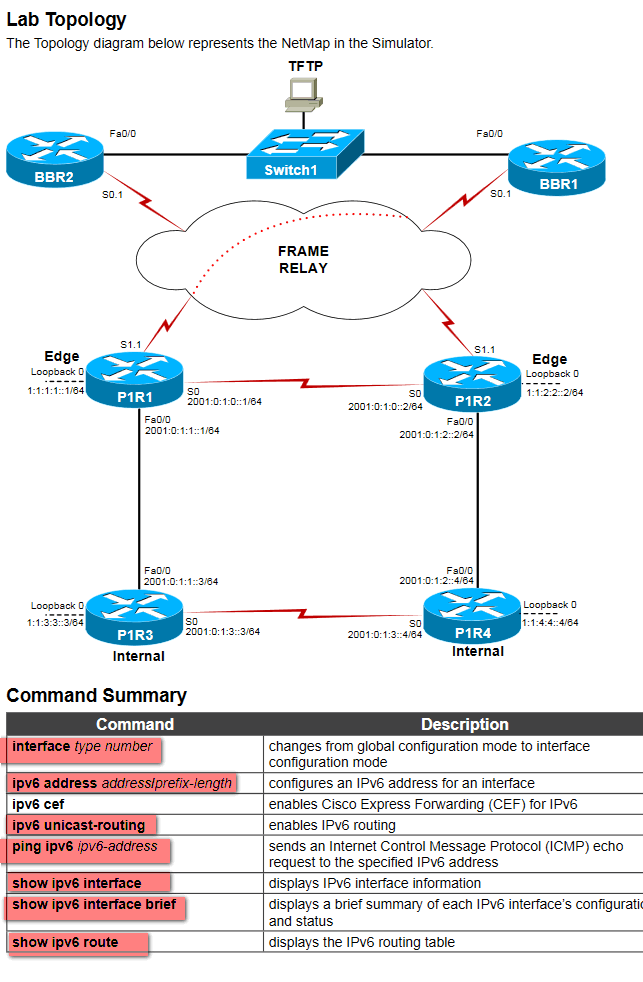 Lab Topology
The Topology diagram below represents the NetMap in the Simulator.
TFTP
Fa0/0
Fa0/0
BBR2
Switch1
BBR1
S0.1
S0.1
FRAME
RELAY
S1.1
S1.1
Edge
Edge
Loopback 0
Loopback 0
1:1:1:1::1/64
1:1:2:2::2/64
P1R1
P1R2
S0
2001:0:1:0::1/64
S0
2001:0:1:0::2/64
Fa0/0
2001:0:1:1::1/64
Fa0/0
2001:0:1:2::2/64
Fa0/0
2001:0:1:1::3/64
Fa0/0
2001:0:1:2::4/64
Loopback 0
Loopback 0
1:1:3:3::3/64
1:1:4:4::4/64
P1R3
P1R4
S0
2001:0:1:3::3/64
S0
2001:0:1:3::4/64
Internal
Internal
Command Summary
Command Description
interface type number changes from global configuration mode to interface
configuration mode
ipv6 address address|prefix-length configures an IPv6 address for an interface
ipv6 cef enables Cisco Express Forwarding (CEF) for IPv6
ipv6 unicast-routing enables IPv6 routing
ping ipv6 ipv6-address sends an Internet Control Message Protocol (ICMP) echo
request to the specified IPv6 address
show ipv6 interface displays IPv6 interface information
show ipv6 interface brief displays a brief summary of each IPv6 interface's configuratio
and status
show ipv6 route displays the IPv6 routing table